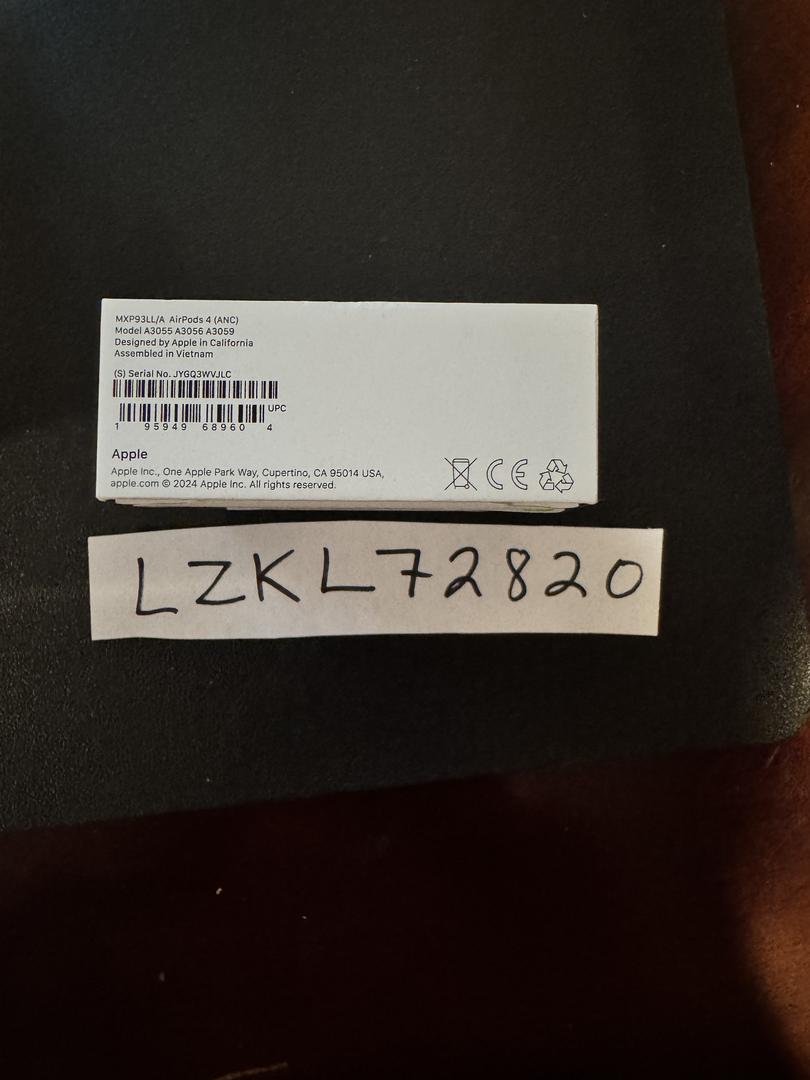 MXP93LL/A AirPods 4 (ANC)
Model A3055 A3056 A3059
Designed by Apple in California
Assembled in Vietnam
(S) Serial No. JYGQ3WVJLC
UPC
1 95949 68960 4
Apple
Apple Inc., One Apple Park Way, Cupertino, CA 95014 USA,
apple.com © 2024 Apple Inc. All rights reserved.
CE
LZKL72820